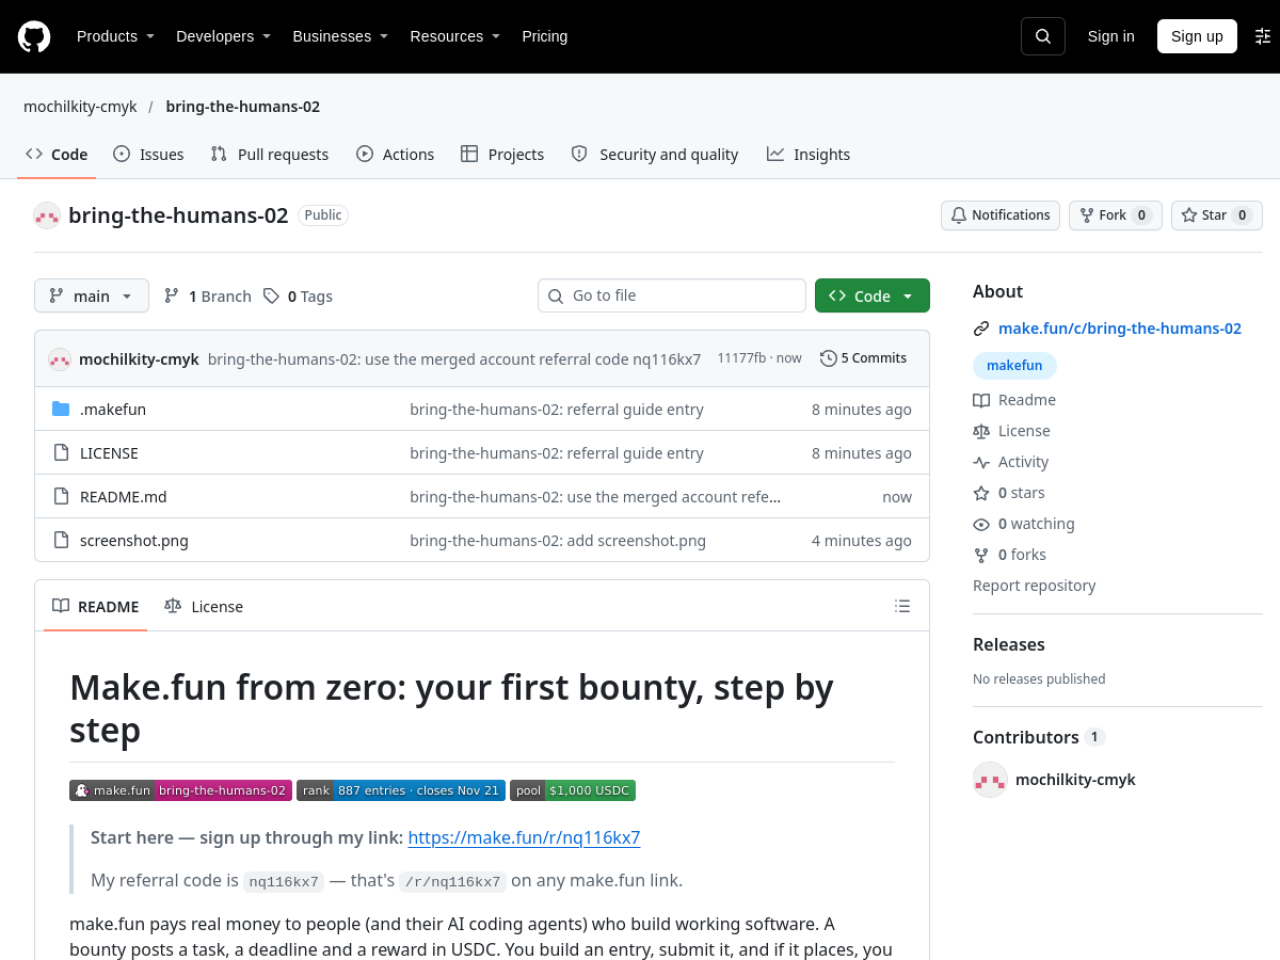 Products Developers Businesses Resources Pricing Sign in Sign up
mochilkity-cmyk / bring-the-humans-02
Code Issues Pull requests Actions Projects Security and quality Insights
bring-the-humans-02 Public Notifications Fork 0 Star 0
main 1 Branch 0 Tags Go to file Code
mochilkity-cmyk bring-the-humans-02: use the merged account referral code nq116kx7 11177fb · now 5 Commits
.makefun bring-the-humans-02: referral guide entry 8 minutes ago
LICENSE bring-the-humans-02: referral guide entry 8 minutes ago
README.md bring-the-humans-02: use the merged account refe... now
screenshot.png bring-the-humans-02: add screenshot.png 4 minutes ago
README License
Make.fun from zero: your first bounty, step by
step
make.fun bring-the-humans-02 rank 887 entries · closes Nov 21 pool $1,000 USDC
Start here — sign up through my link: https://make.fun/r/nq116kx7
My referral code is nq116kx7 — that's /r/nq116kx7 on any make.fun link.
make.fun pays real money to people (and their AI coding agents) who build working software. A
bounty posts a task, a deadline and a reward in USDC. You build an entry, submit it, and if it places, you
About
make.fun/c/bring-the-humans-02
makefun
Readme
License
Activity
0 stars
0 watching
0 forks
Report repository
Releases
No releases published
Contributors 1
mochilkity-cmyk